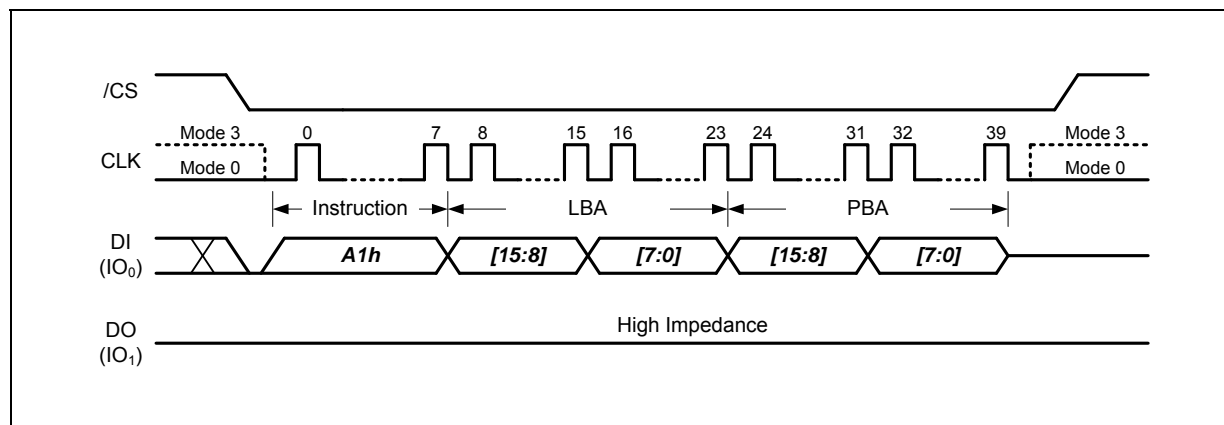 /CS
Mode 3 0 7 8 15 16 23 24 31 32 39 Mode 3
CLK
Mode 0 Mode 0
Instruction LBA PBA
DI
(IO0)
A1h [15:8] [7:0] [15:8] [7:0]
High Impedance
DO
(IO1)